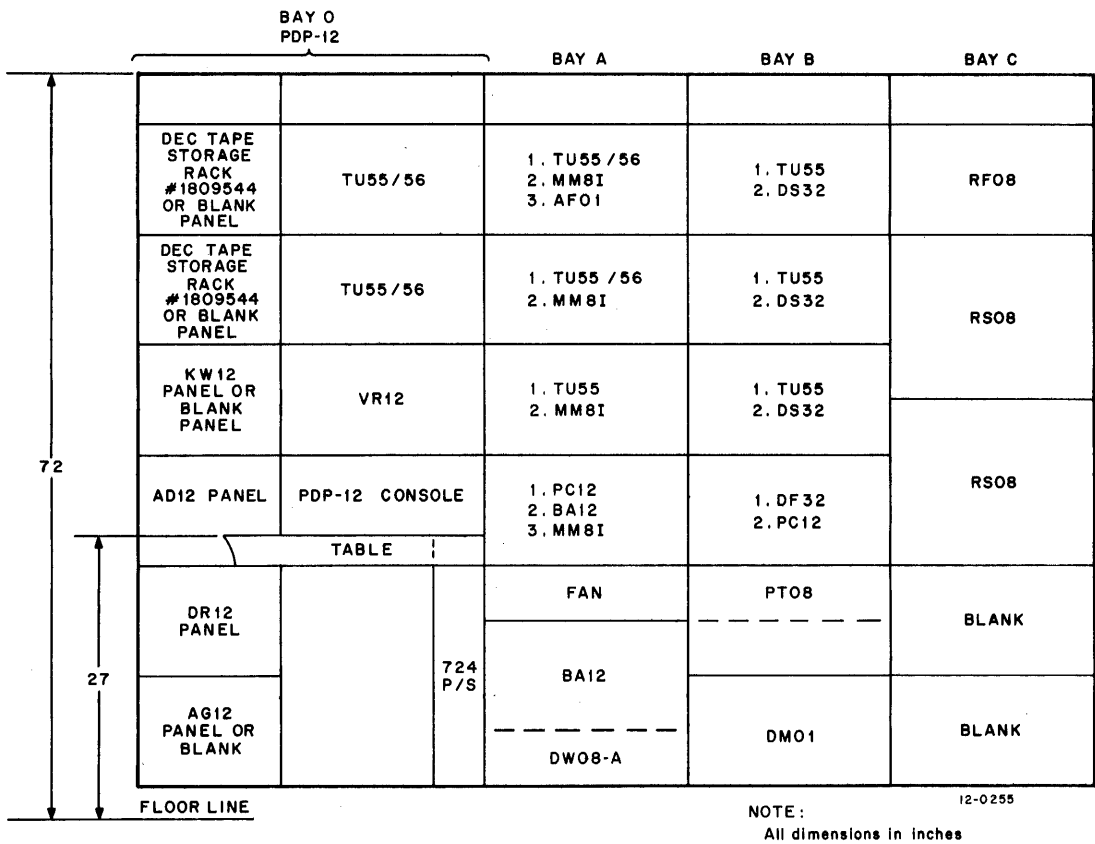 BAY 0
PDP-12
BAY A
BAY B
BAY C
DEC TAPE
STORAGE
RACK
#1809544
OR BLANK
PANEL
TU55/56
1. TU55/56
2. MM8I
3. AF01
1. TU55
2. DS32
RF08
DEC TAPE
STORAGE
RACK
#1809544
OR BLANK
PANEL
TU55/56
1. TU55/56
2. MM8I
1. TU55
2. DS32
RS08
KW12
PANEL OR
BLANK
PANEL
VR12
1. TU55
2. MM8I
1. TU55
2. DS32
72
AD12 PANEL
PDP-12 CONSOLE
1. PC12
2. BA12
3. MM8I
1. DF32
2. PC12
RS08
TABLE
DR12
PANEL
FAN
PT08
BLANK
27
724
P/S
BA12
AG12
PANEL OR
BLANK
DW08-A
DM01
BLANK
FLOOR LINE
12-0255
NOTE:
All dimensions in inches